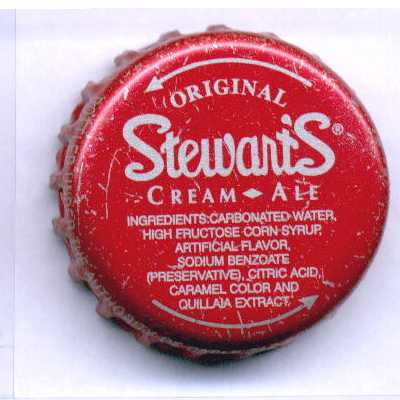 ORIGINAL
Stewart's®
CREAM ◆ ALE
INGREDIENTS:CARBONATED WATER,
HIGH FRUCTOSE CORN SYRUP,
ARTIFICIAL FLAVOR,
SODIUM BENZOATE
(PRESERVATIVE), CITRIC ACID,
CARAMEL COLOR AND
QUILLAIA EXTRACT